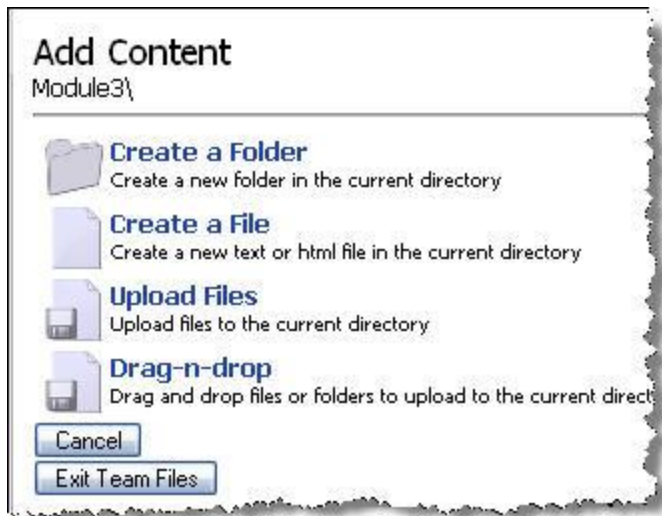 Add Content
Module3\
Create a Folder
Create a new folder in the current directory
Create a File
Create a new text or html file in the current directory
Upload Files
Upload files to the current directory
Drag-n-drop
Drag and drop files or folders to upload to the current direct
Cancel
Exit Team Files